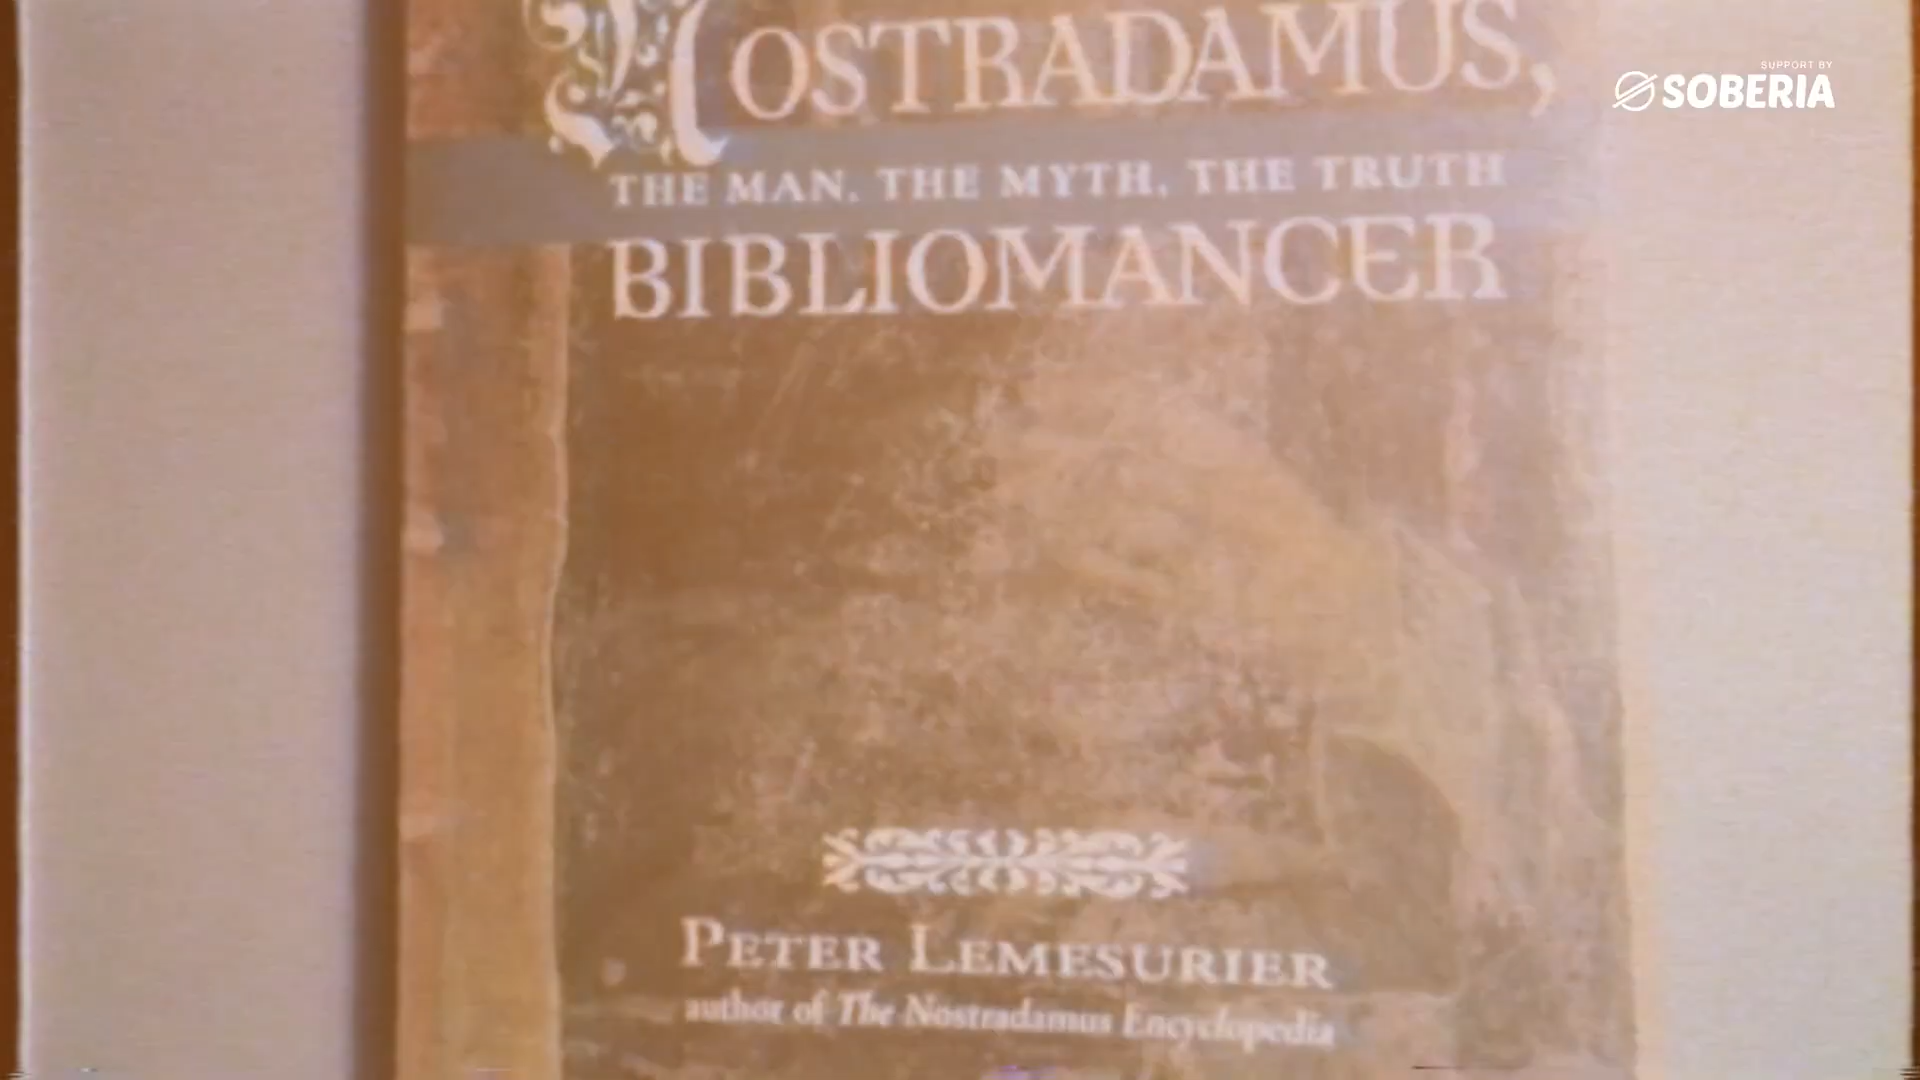 NOSTRADAMUS,
THE MAN, THE MYTH, THE TRUTH
BIBLIOMANCER
PETER LEMESURIER
author of The Nostradamus Encyclopedia
SUPPORT BY
SOBERIA